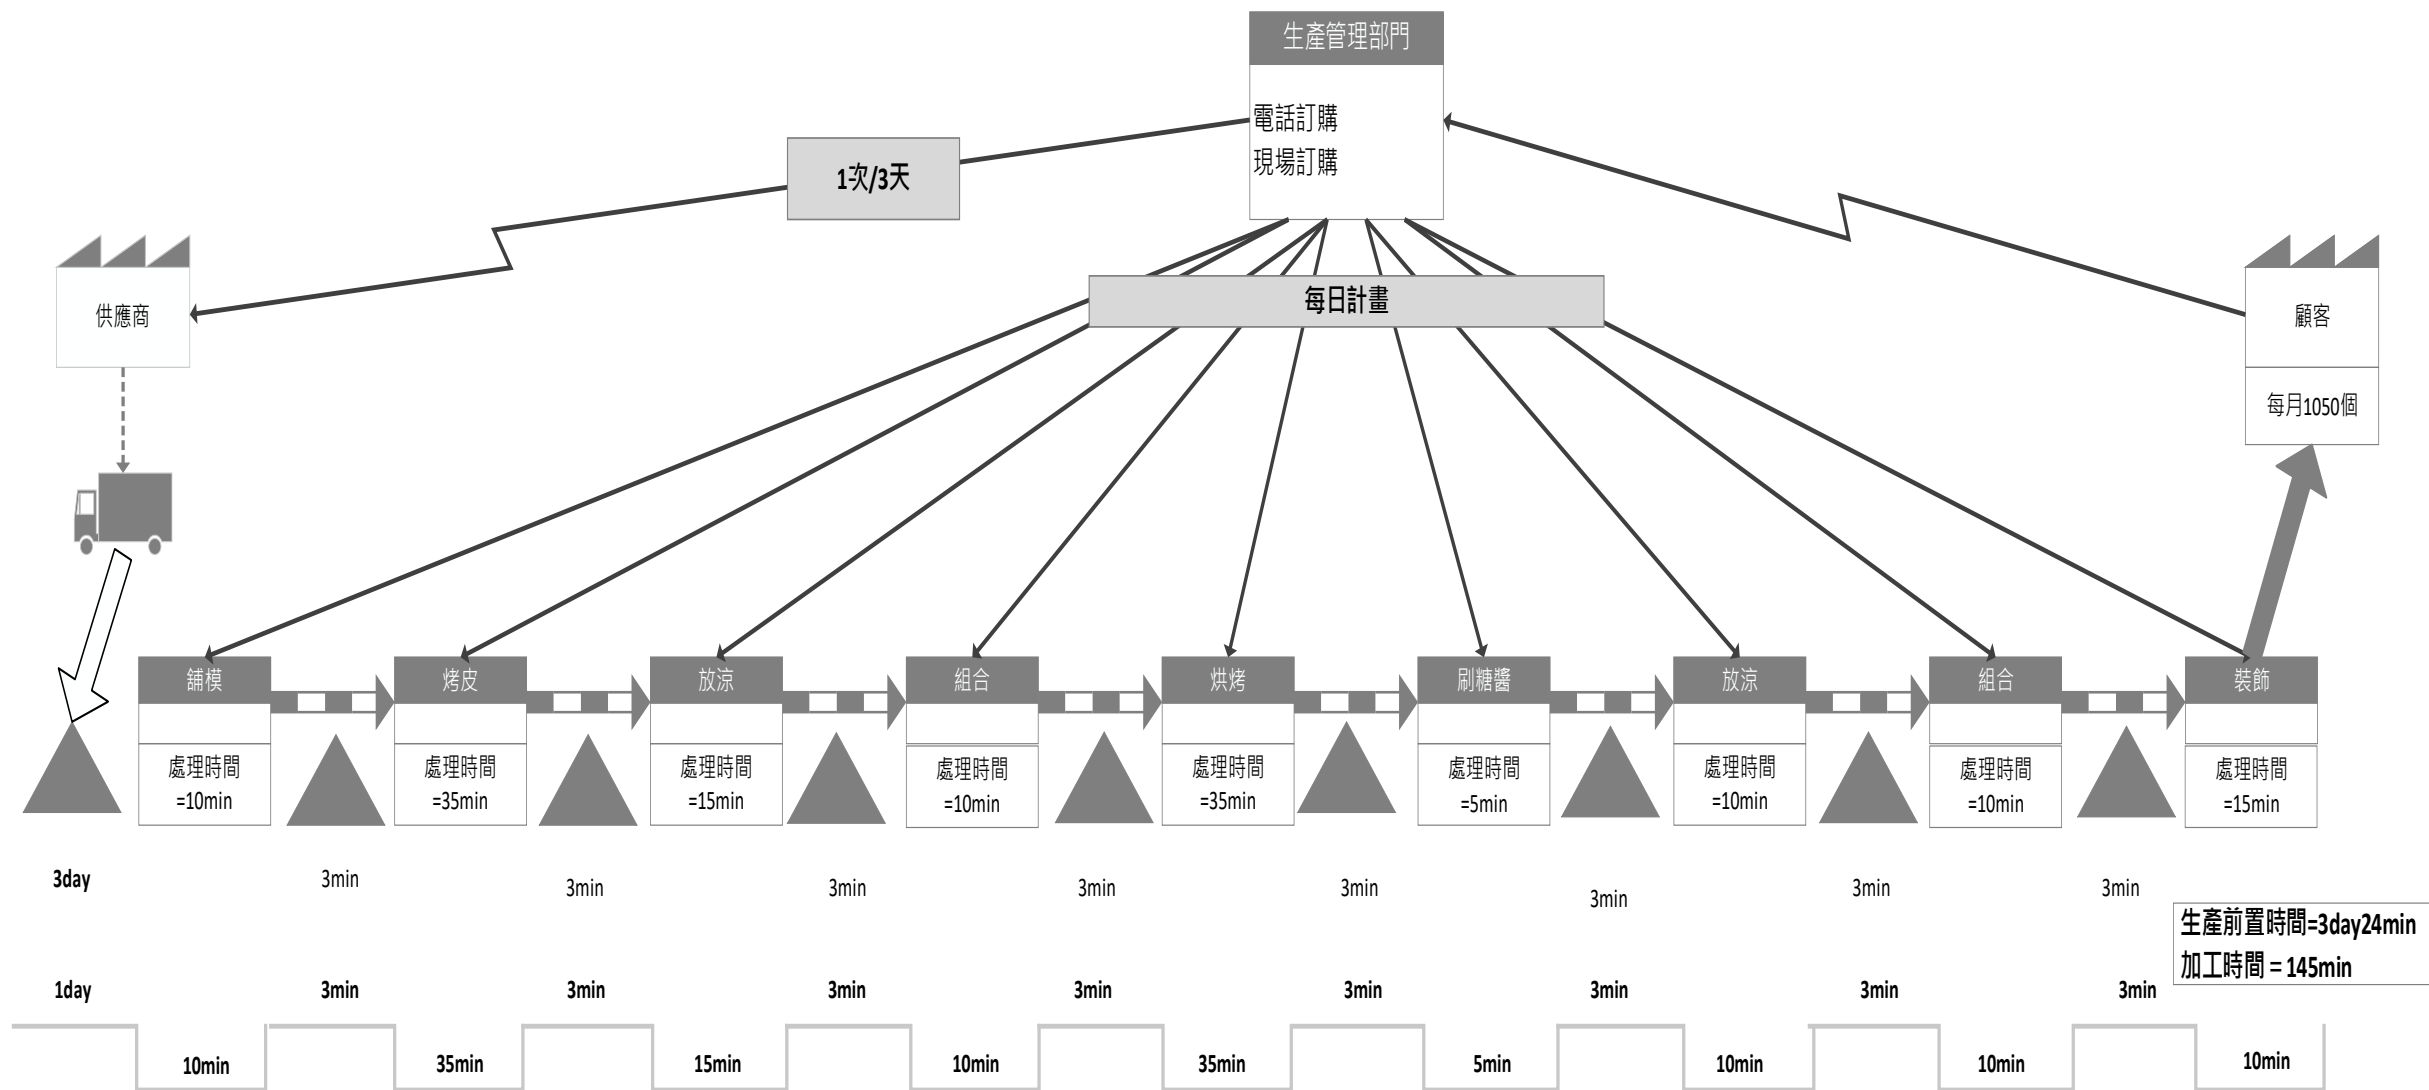 生產管理部門
電話訂購
現場訂購
1次/3天
每日計畫
供應商
顧客
每月1050個
舖模
烤皮
放涼
組合
烘烤
刷糖醬
放涼
組合
裝飾
處理時間
=10min
處理時間
=35min
處理時間
=15min
處理時間
=10min
處理時間
=35min
處理時間
=5min
處理時間
=10min
處理時間
=10min
處理時間
=15min
3day
3min
3min
3min
3min
3min
3min
3min
3min
生產前置時間=3day24min
加工時間 = 145min
1day
3min
3min
3min
3min
3min
3min
3min
3min
10min
35min
15min
10min
35min
5min
10min
10min
10min